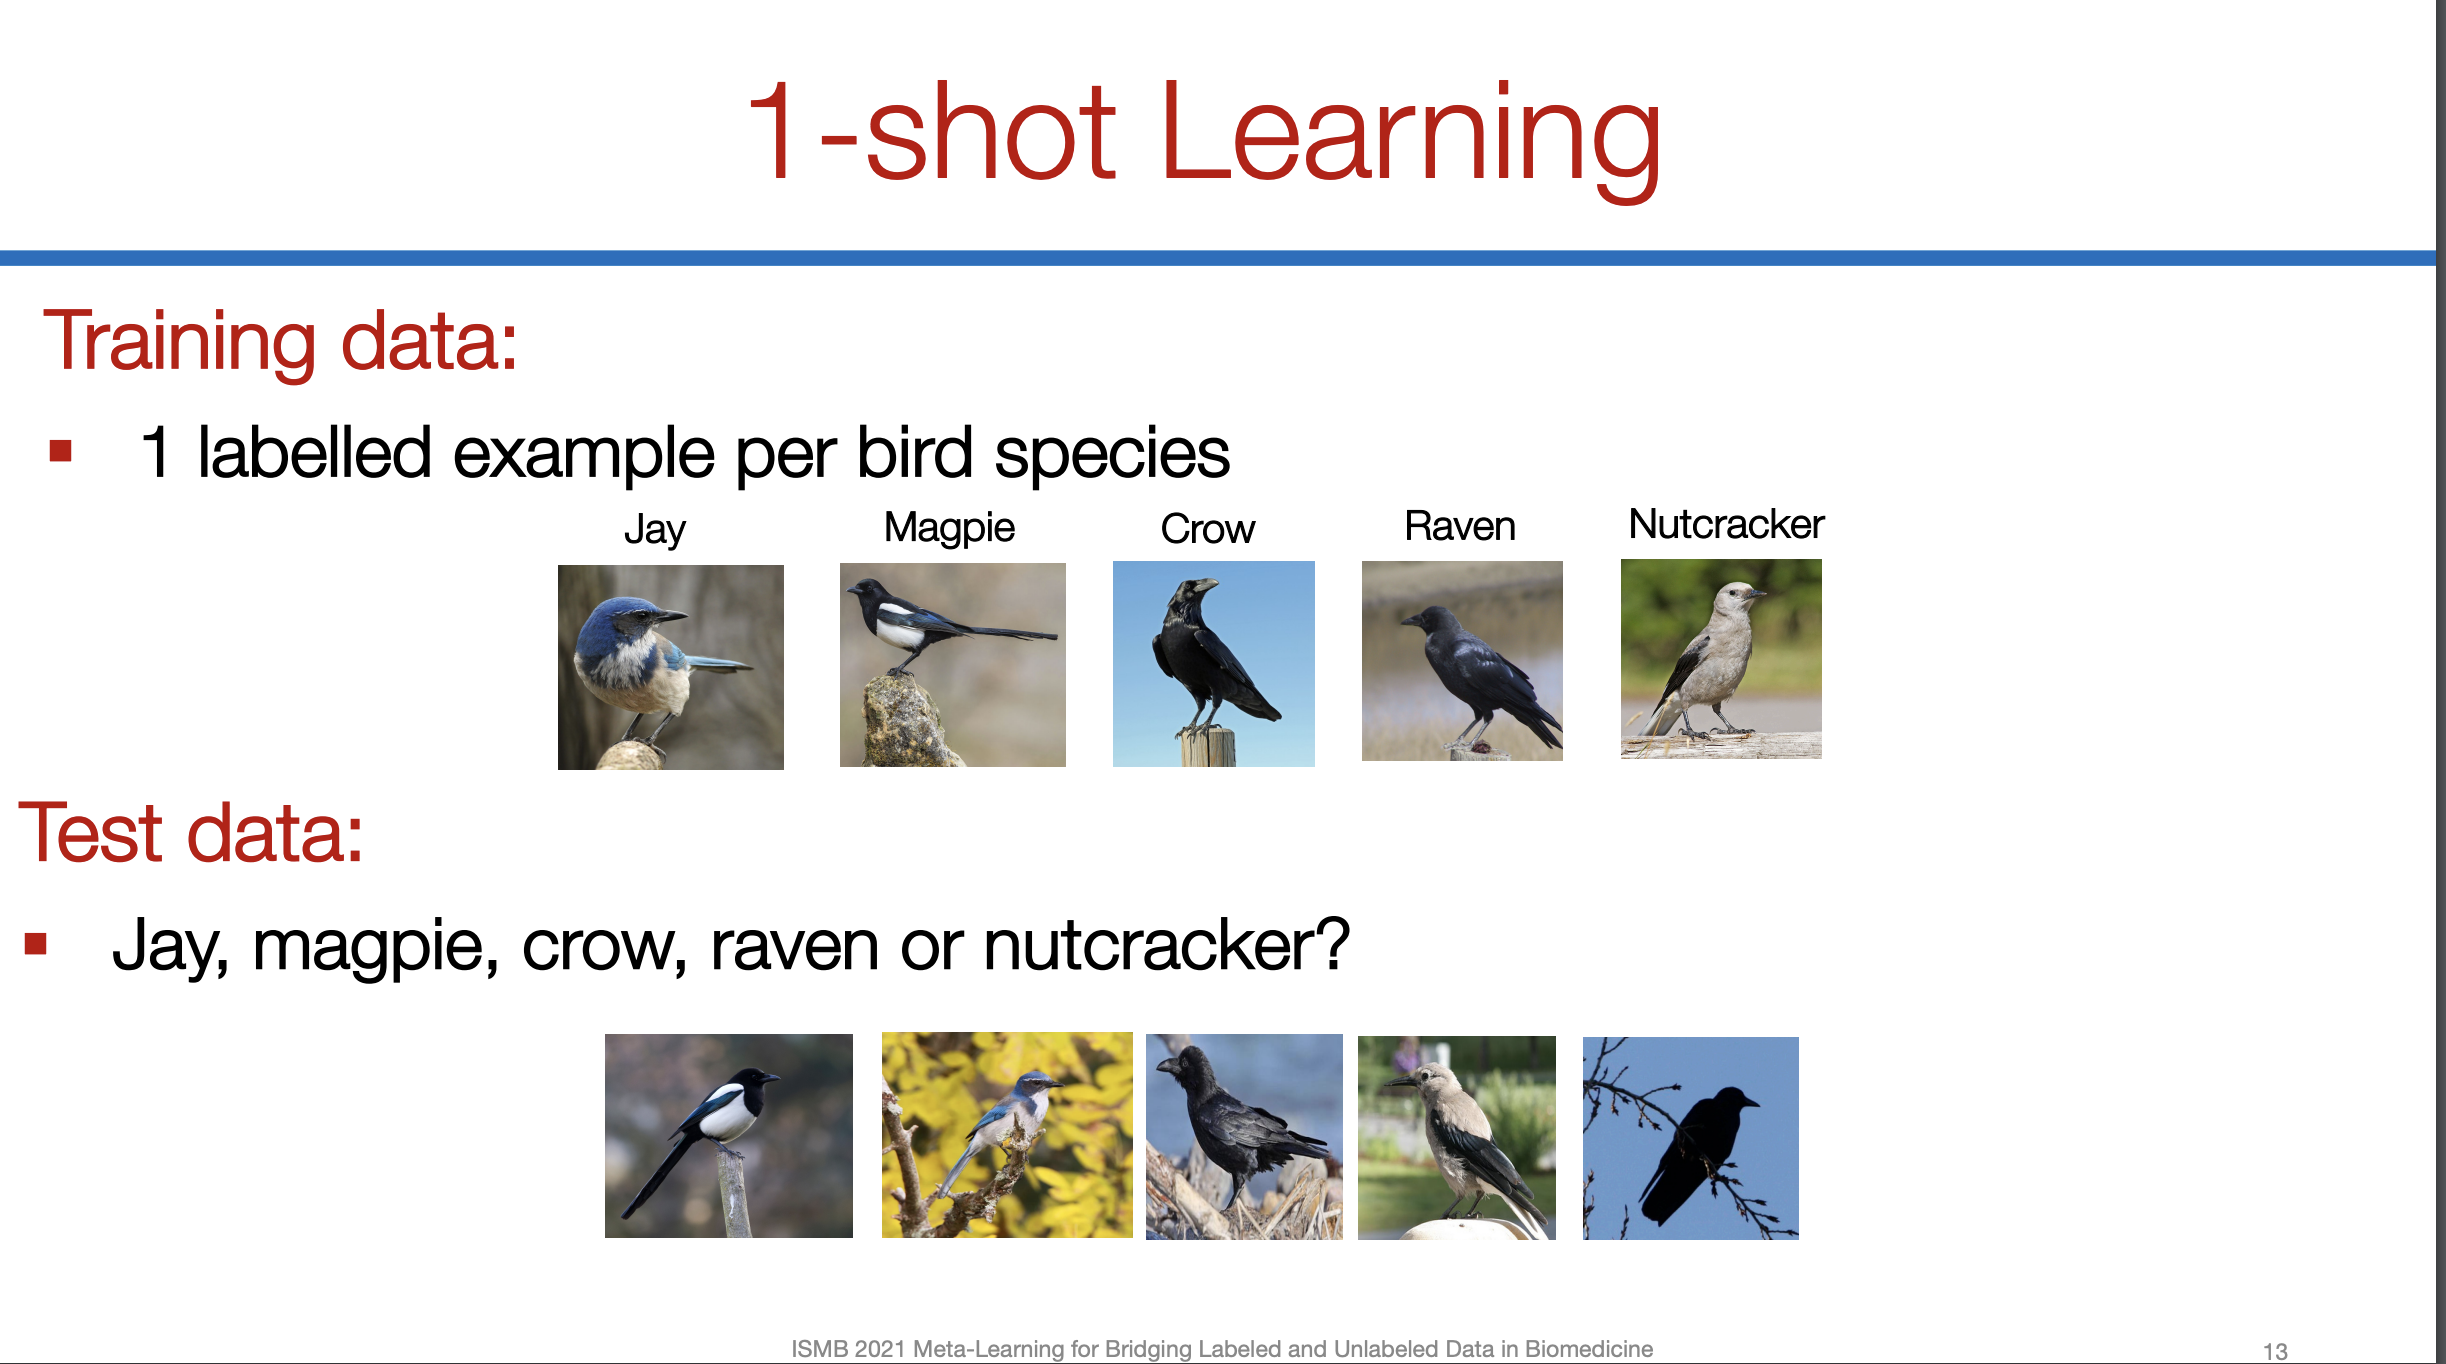 1-shot Learning
Training data:
1 labelled example per bird species
Jay Magpie Crow Raven Nutcracker
Test data:
Jay, magpie, crow, raven or nutcracker?
ISMB 2021 Meta-Learning for Bridging Labeled and Unlabeled Data in Biomedicine
13